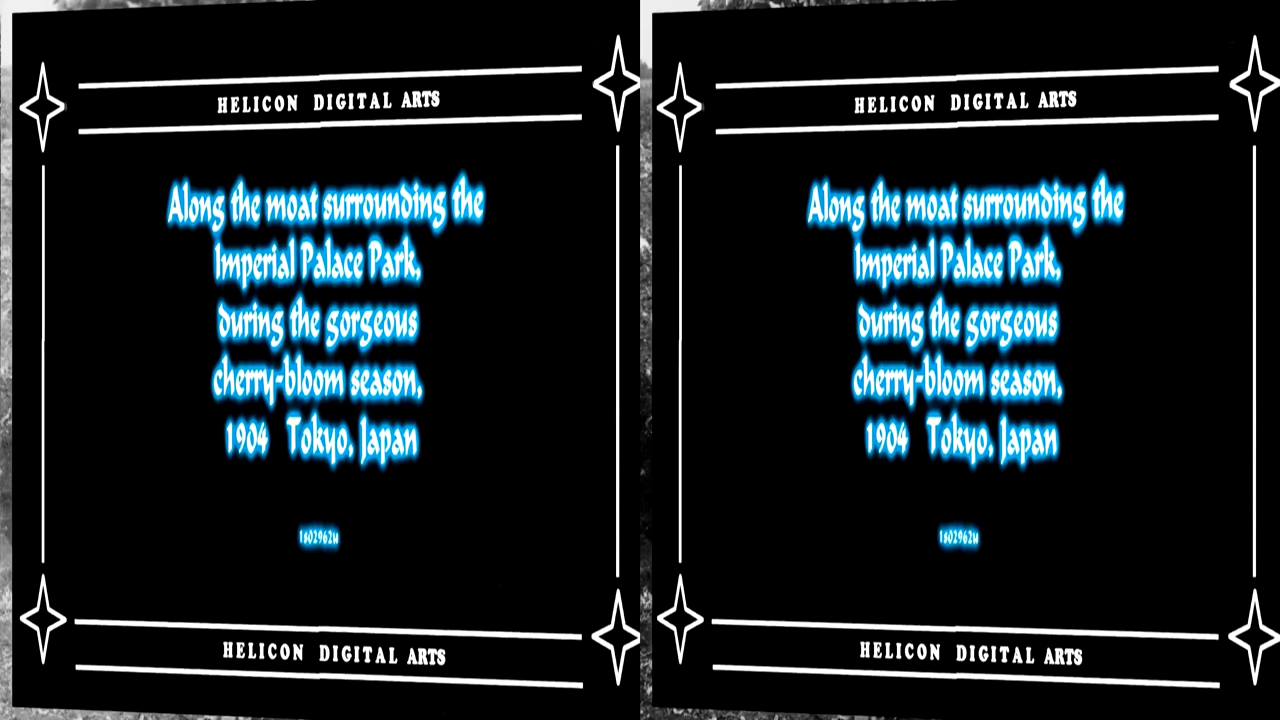 HELICON DIGITAL ARTS
Along the moat surrounding the
Imperial Palace Park,
during the gorgeous
cherry-bloom season,
1904 Tokyo, Japan
1s02962u
HELICON DIGITAL ARTS
HELICON DIGITAL ARTS
Along the moat surrounding the
Imperial Palace Park,
during the gorgeous
cherry-bloom season,
1904 Tokyo, Japan
1s02962u
HELICON DIGITAL ARTS